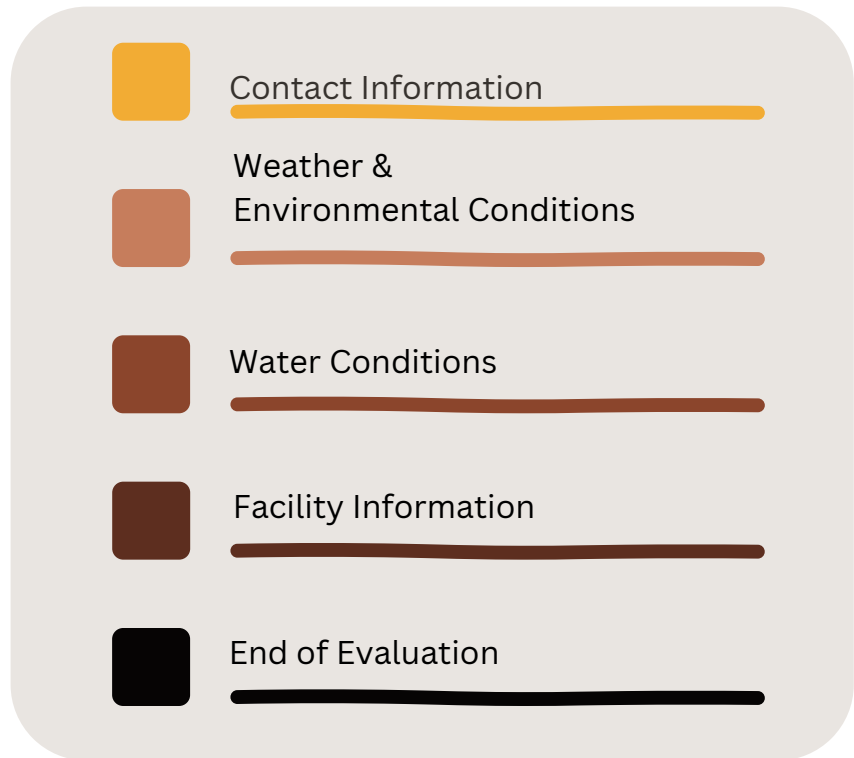 Contact Information
Weather &
Environmental Conditions
Water Conditions
Facility Information
End of Evaluation